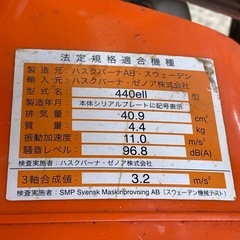 法定規格適合機種
製造元：ハスクバーナAB・スウェーデン
輸入元：ハスクバーナ・ゼノア株式会社
型式名 440eII 型
製造年月 本体シリアルプレートに記号表示
排気量 40.9 cm³
質量 4.4 kg
振動加速度 11.0 m/s²
騒音レベル 96.8 dB(A)
検査実施者：ハスクバーナ・ゼノア株式会社
3軸合成値 3.2 m/s²
検査実施者：SMP Svensk Maskinprovning AB（スウェーデン機械テスト）